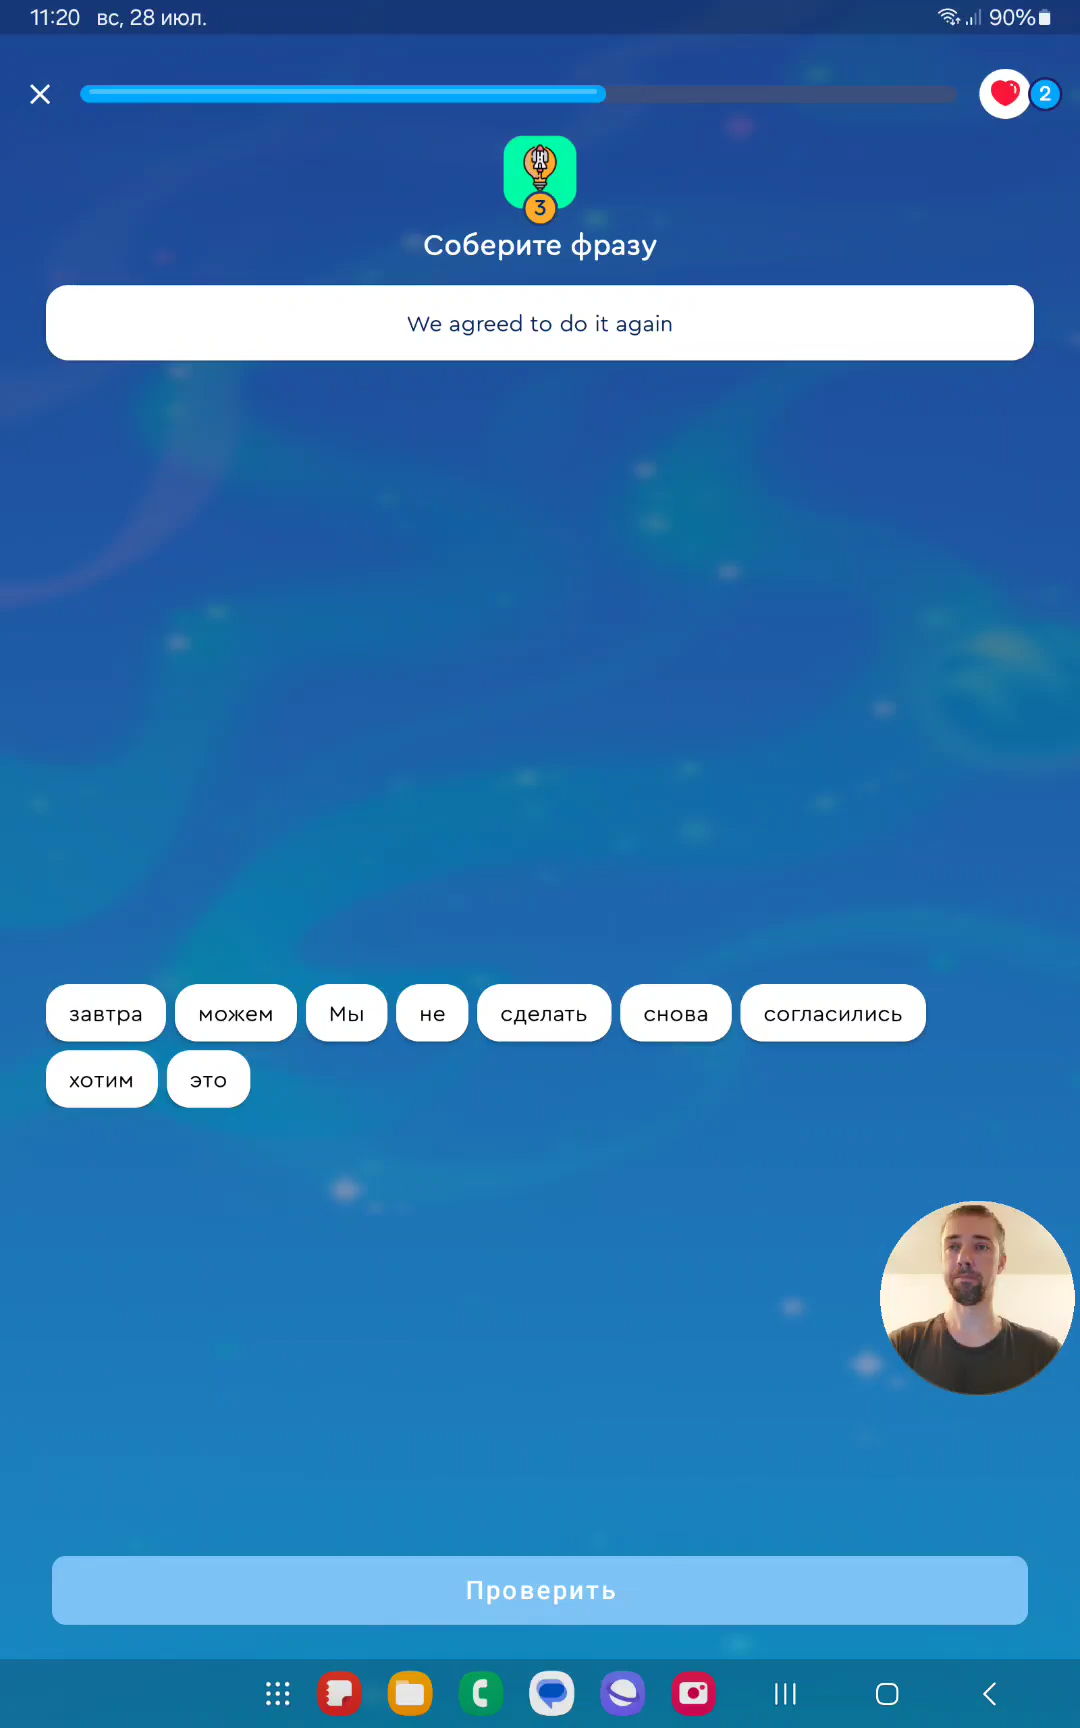 11:20 вс, 28 июл. 90%
2
3
Соберите фразу
We agreed to do it again
завтра можем Мы не сделать снова согласились
хотим это
Проверить